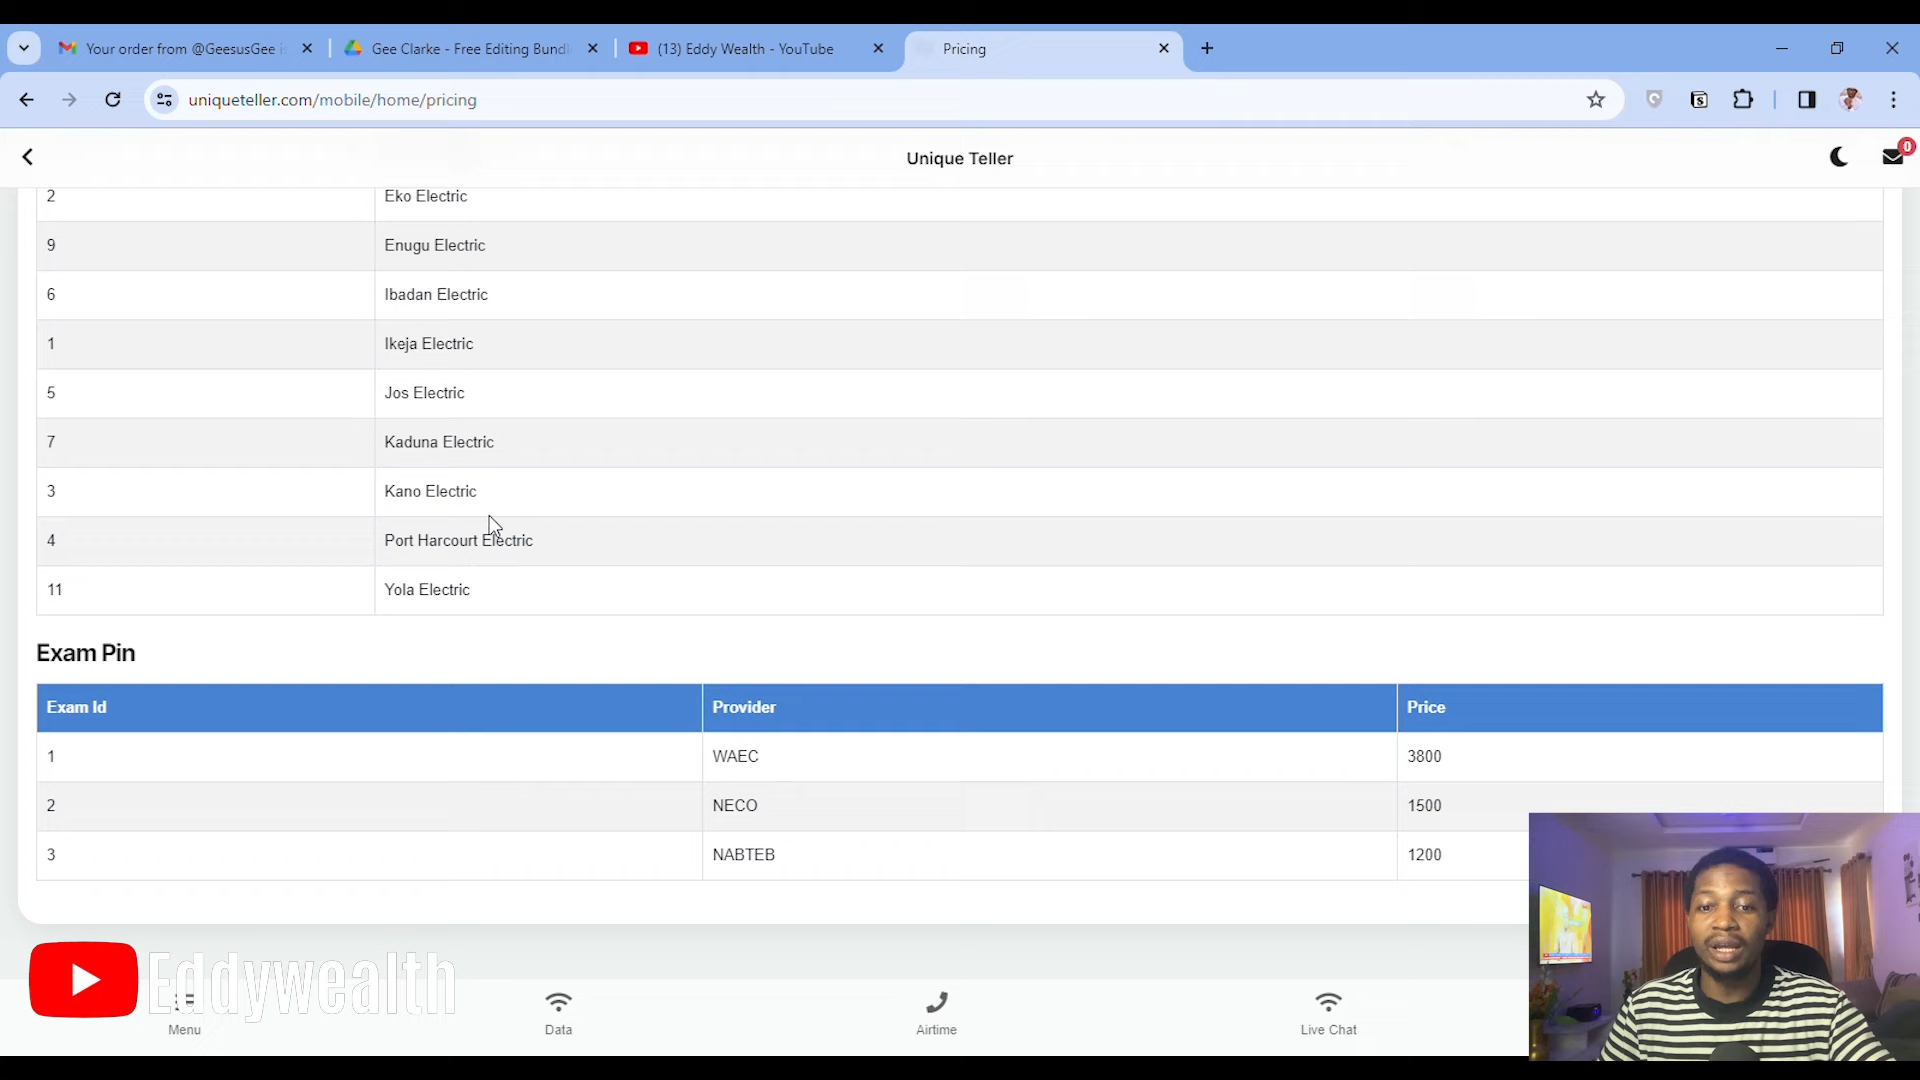 Your order from @GeesusGee is
Gee Clarke - Free Editing Bundl
(13) Eddy Wealth - YouTube
Pricing
uniqueteller.com/mobile/home/pricing
Unique Teller
0
2 Eko Electric
9 Enugu Electric
6 Ibadan Electric
1 Ikeja Electric
5 Jos Electric
7 Kaduna Electric
3 Kano Electric
4 Port Harcourt Electric
11 Yola Electric
Exam Pin
Exam Id Provider Price
1 WAEC 3800
2 NECO 1500
3 NABTEB 1200
Eddywealth
Menu
Data
Airtime
Live Chat